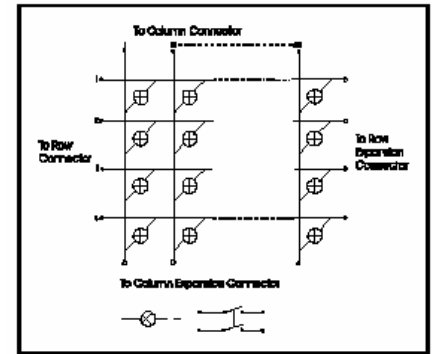 To Column Connector
To Row
Connector
To Row
Expansion
Connector
To Column Expansion Connector